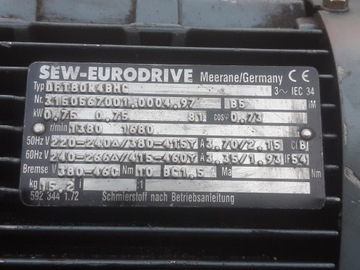 SEW-EURODRIVE Meerane/Germany CE
Typ DFT80K4BMG 3~ IEC 34
Nr. 3150567001.0004.97 B5 IM
kW 0,75 0,75 S1 cosφ 0,73
r/min 1380 1680
50Hz V 220-240Δ/380-415Y A 3,70/2,15 Cl B
60Hz V 240-266Δ/415-460Y A 3,35/1,93 IP 54
Bremse V 380-460 Nm 10 Ma Nm
kg 15,2 i
592 344 1.72 Schmierstoff nach Betriebsanleitung